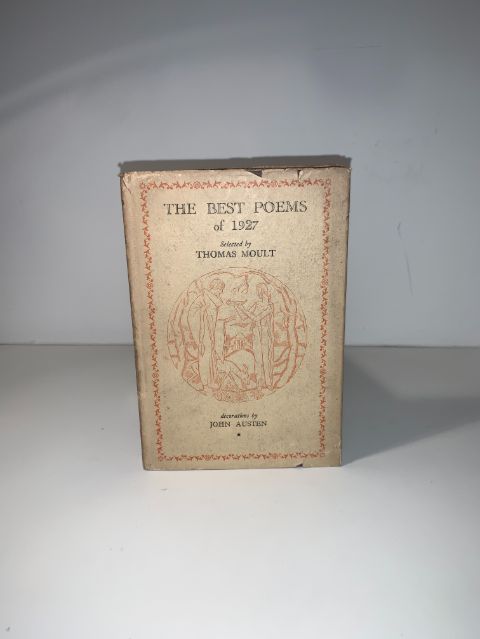 THE BEST POEMS
of 1927
Selected by
THOMAS MOULT
decorations by
JOHN AUSTEN